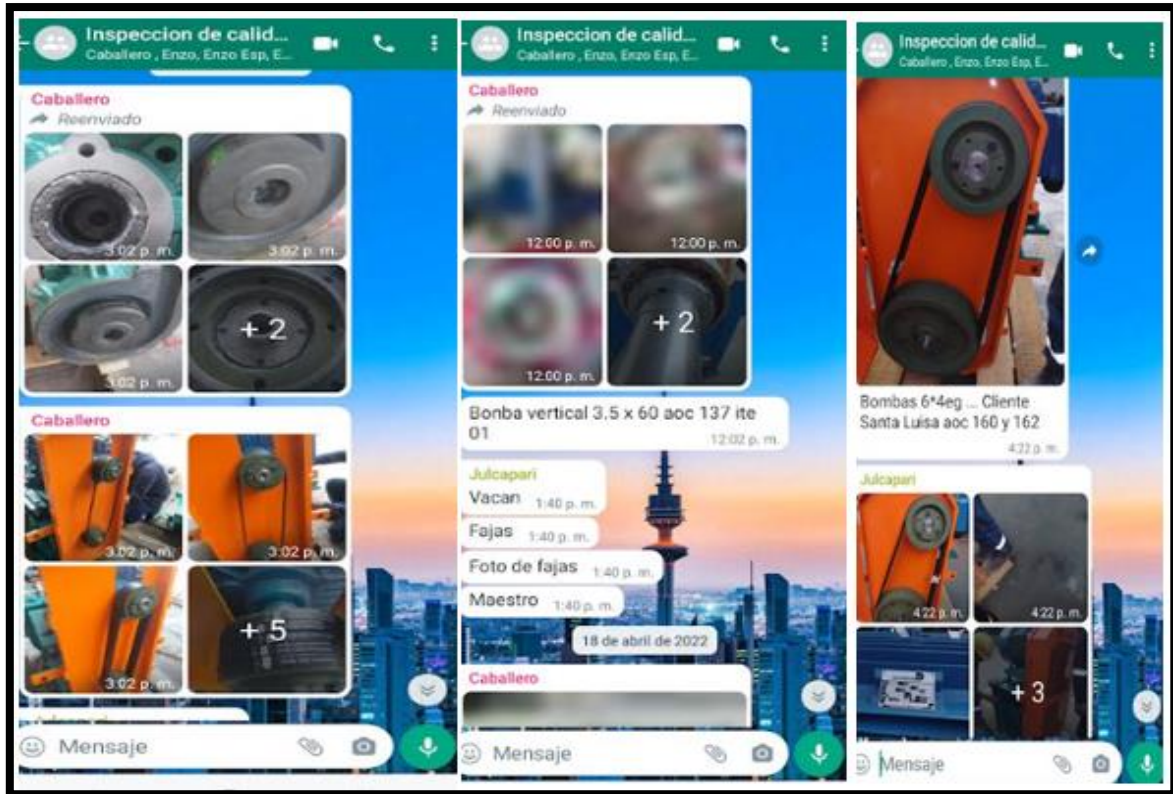 Inspeccion de calid...
Caballero , Enzo, Enzo Esp, E...
Caballero
Reenviado
3:02 p. m.
3:02 p. m.
3:02 p. m.
+ 2
Caballero
3:02 p. m.
3:02 p. m.
3:02 p. m.
+ 5
Mensaje
Inspeccion de calid...
Caballero , Enzo, Enzo Esp, E...
Caballero
Reenviado
12:00 p. m.
12:00 p. m.
12:00 p. m.
+ 2
Bonba vertical 3.5 x 60 aoc 137 ite
01
12:02 p. m.
Julcapari
Vacan 1:40 p. m.
Fajas 1:40 p. m.
Foto de fajas 1:40 p. m.
Maestro 1:40 p. m.
18 de abril de 2022
Caballero
Mensaje
Inspeccion de calid...
Caballero , Enzo, Enzo Esp, E...
Bombas 6*4eg ... Cliente
Santa Luisa aoc 160 y 162
4:22 p. m.
Julcapari
4:22 p. m.
4:22 p. m.
+ 3
Mensaje